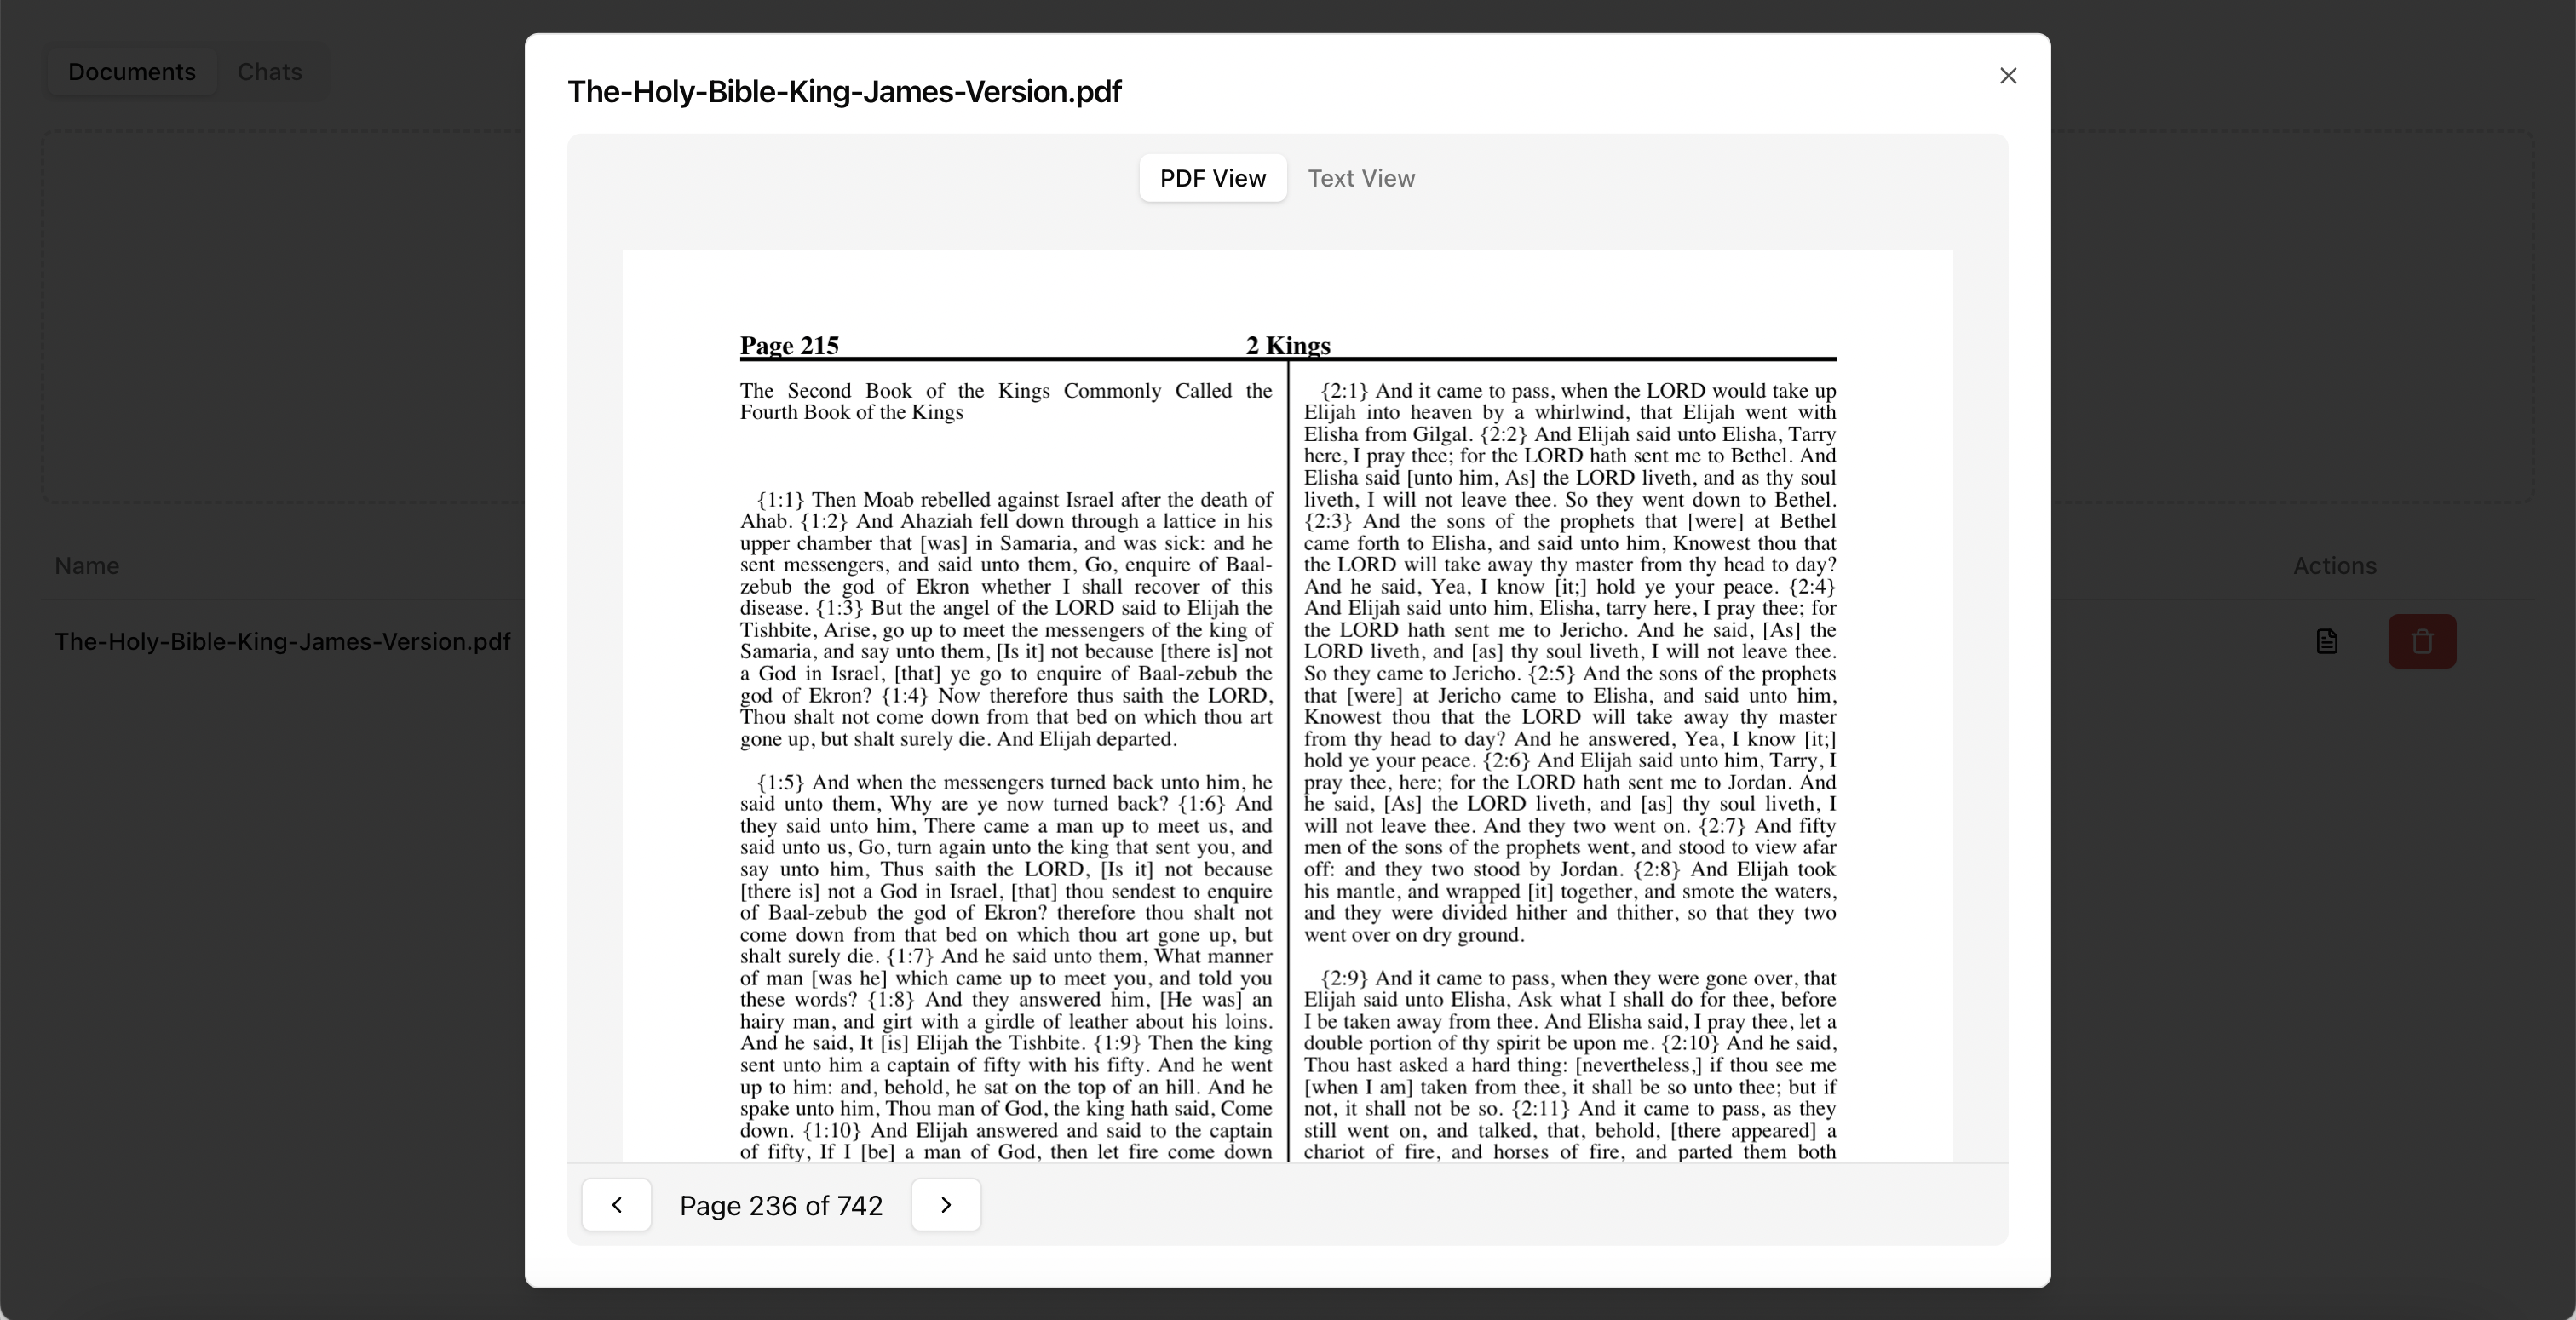 Documents
Chats
The-Holy-Bible-King-James-Version.pdf
PDF View
Text View
Page 215
2 Kings
The Second Book of the Kings Commonly Called the
Fourth Book of the Kings
{1:1} Then Moab rebelled against Israel after the death of
Ahab. {1:2} And Ahaziah fell down through a lattice in his
upper chamber that [was] in Samaria, and was sick: and he
sent messengers, and said unto them, Go, enquire of Baal-
zebub the god of Ekron whether I shall recover of this
disease. {1:3} But the angel of the LORD said to Elijah the
Tishbite, Arise, go up to meet the messengers of the king of
Samaria, and say unto them, [Is it] not because [there is] not
a God in Israel, [that] ye go to enquire of Baal-zebub the
god of Ekron? {1:4} Now therefore thus saith the LORD,
Thou shalt not come down from that bed on which thou art
gone up, but shalt surely die. And Elijah departed.
{1:5} And when the messengers turned back unto him, he
said unto them, Why are ye now turned back? {1:6} And
they said unto him, There came a man up to meet us, and
said unto us, Go, turn again unto the king that sent you, and
say unto him, Thus saith the LORD, [Is it] not because
[there is] not a God in Israel, [that] thou sendest to enquire
of Baal-zebub the god of Ekron? therefore thou shalt not
come down from that bed on which thou art gone up, but
shalt surely die. {1:7} And he said unto them, What manner
of man [was he] which came up to meet you, and told you
these words? {1:8} And they answered him, [He was] an
hairy man, and girt with a girdle of leather about his loins.
And he said, It [is] Elijah the Tishbite. {1:9} Then the king
sent unto him a captain of fifty with his fifty. And he went
up to him: and, behold, he sat on the top of an hill. And he
spake unto him, Thou man of God, the king hath said, Come
down. {1:10} And Elijah answered and said to the captain
of fifty, If I [be] a man of God, then let fire come down
{2:1} And it came to pass, when the LORD would take up
Elijah into heaven by a whirlwind, that Elijah went with
Elisha from Gilgal. {2:2} And Elijah said unto Elisha, Tarry
here, I pray thee; for the LORD hath sent me to Bethel. And
Elisha said [unto him, As] the LORD liveth, and as thy soul
liveth, I will not leave thee. So they went down to Bethel.
{2:3} And the sons of the prophets that [were] at Bethel
came forth to Elisha, and said unto him, Knowest thou that
the LORD will take away thy master from thy head to day?
And he said, Yea, I know [it;] hold ye your peace. {2:4}
And Elijah said unto him, Elisha, tarry here, I pray thee; for
the LORD hath sent me to Jericho. And he said, [As] the
LORD liveth, and [as] thy soul liveth, I will not leave thee.
So they came to Jericho. {2:5} And the sons of the prophets
that [were] at Jericho came to Elisha, and said unto him,
Knowest thou that the LORD will take away thy master
from thy head to day? And he answered, Yea, I know [it;]
hold ye your peace. {2:6} And Elijah said unto him, Tarry, I
pray thee, here; for the LORD hath sent me to Jordan. And
he said, [As] the LORD liveth, and [as] thy soul liveth, I
will not leave thee. And they two went on. {2:7} And fifty
men of the sons of the prophets went, and stood to view afar
off: and they two stood by Jordan. {2:8} And Elijah took
his mantle, and wrapped [it] together, and smote the waters,
and they were divided hither and thither, so that they two
went over on dry ground.
{2:9} And it came to pass, when they were gone over, that
Elijah said unto Elisha, Ask what I shall do for thee, before
I be taken away from thee. And Elisha said, I pray thee, let a
double portion of thy spirit be upon me. {2:10} And he said,
Thou hast asked a hard thing: [nevertheless,] if thou see me
[when I am] taken from thee, it shall be so unto thee; but if
not, it shall not be so. {2:11} And it came to pass, as they
still went on, and talked, that, behold, [there appeared] a
chariot of fire, and horses of fire, and parted them both
Page 236 of 742
Name
Actions
The-Holy-Bible-King-James-Version.pdf